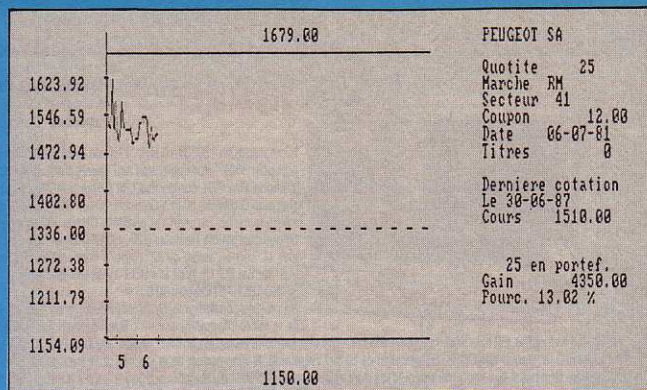 1679.00
1623.92
1546.59
1472.94
1402.80
1336.00
1272.38
1211.79
1154.09
5 6
1150.00
PEUGEOT SA
Quotite 25
Marche RM
Secteur 41
Coupon 12.00
Date 06-07-81
Titres 0
Derniere cotation
Le 30-06-87
Cours 1510.00
25 en portef.
Gain 4350.00
Pourc. 13.02 %